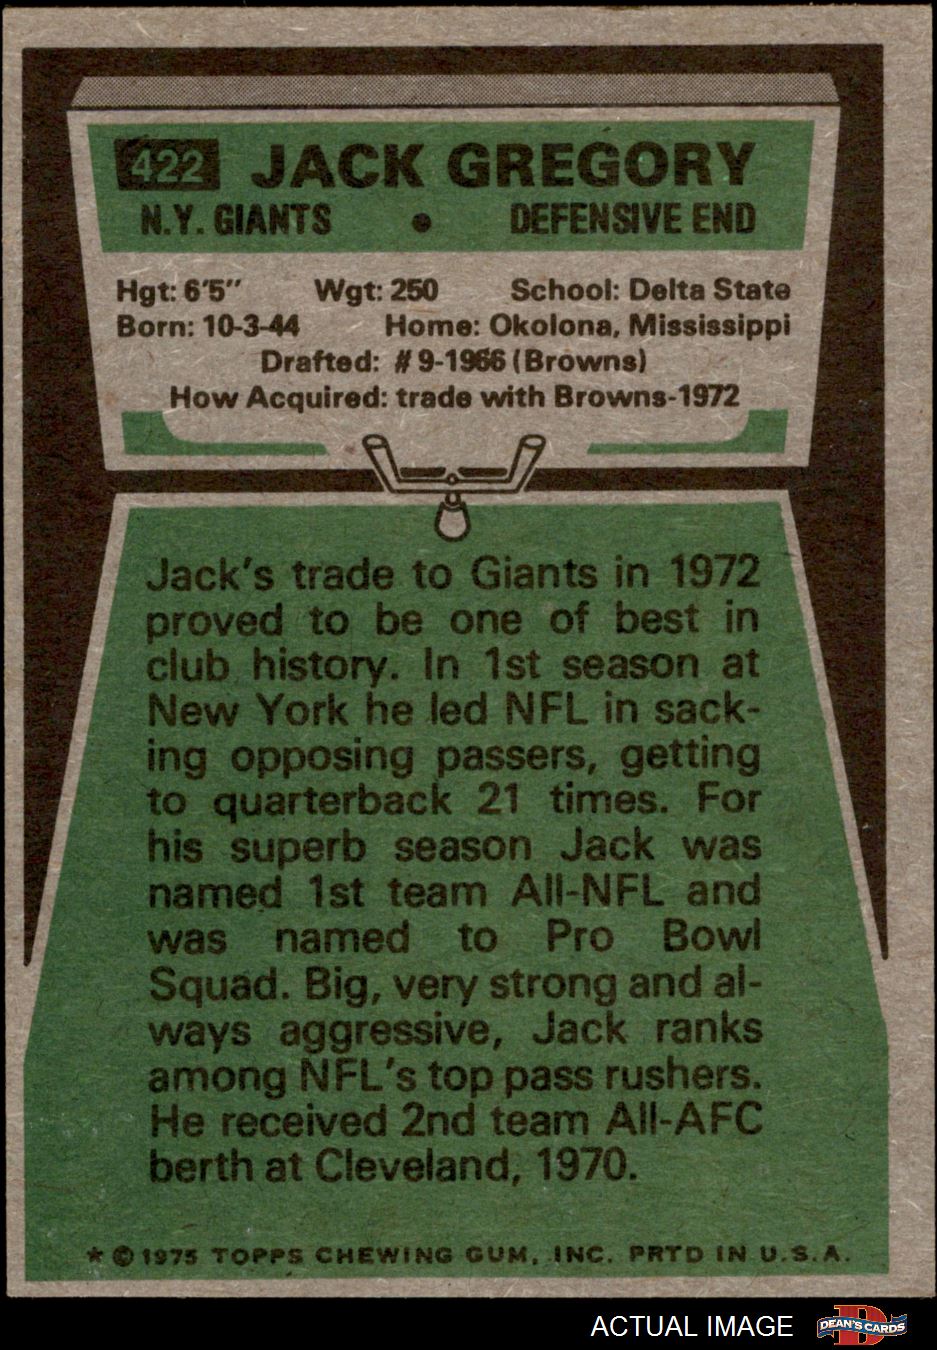 422 JACK GREGORY
N.Y. GIANTS • DEFENSIVE END
Hgt: 6'5" Wgt: 250 School: Delta State
Born: 10-3-44 Home: Okolona, Mississippi
Drafted: #9-1966 (Browns)
How Acquired: trade with Browns-1972
Jack's trade to Giants in 1972
proved to be one of best in
club history. In 1st season at
New York he led NFL in sack-
ing opposing passers, getting
to quarterback 21 times. For
his superb season Jack was
named 1st team All-NFL and
was named to Pro Bowl
Squad. Big, very strong and al-
ways aggressive, Jack ranks
among NFL's top pass rushers.
He received 2nd team All-AFC
berth at Cleveland, 1970.
* © 1975 TOPPS CHEWING GUM, INC. PRTD IN U.S.A.
ACTUAL IMAGE D DEAN'S CARDS